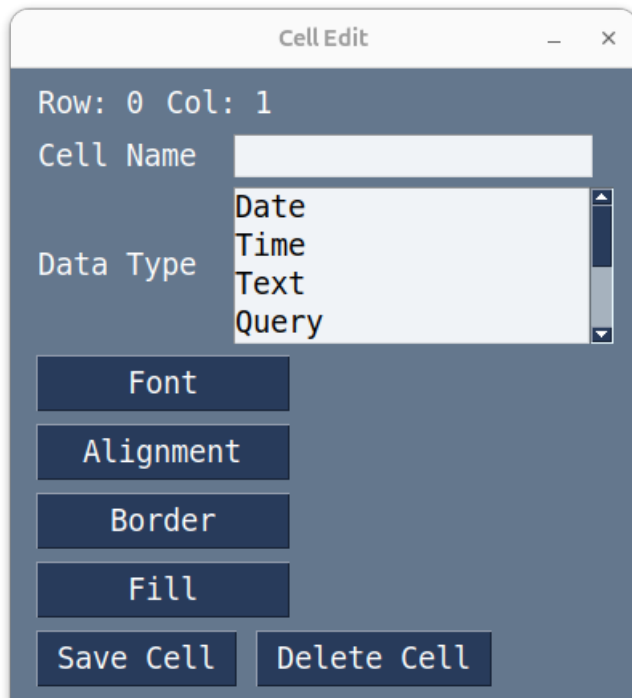 Cell Edit
Row: 0 Col: 1
Cell Name
Data Type
Date
Time
Text
Query
Font
Alignment
Border
Fill
Save Cell Delete Cell